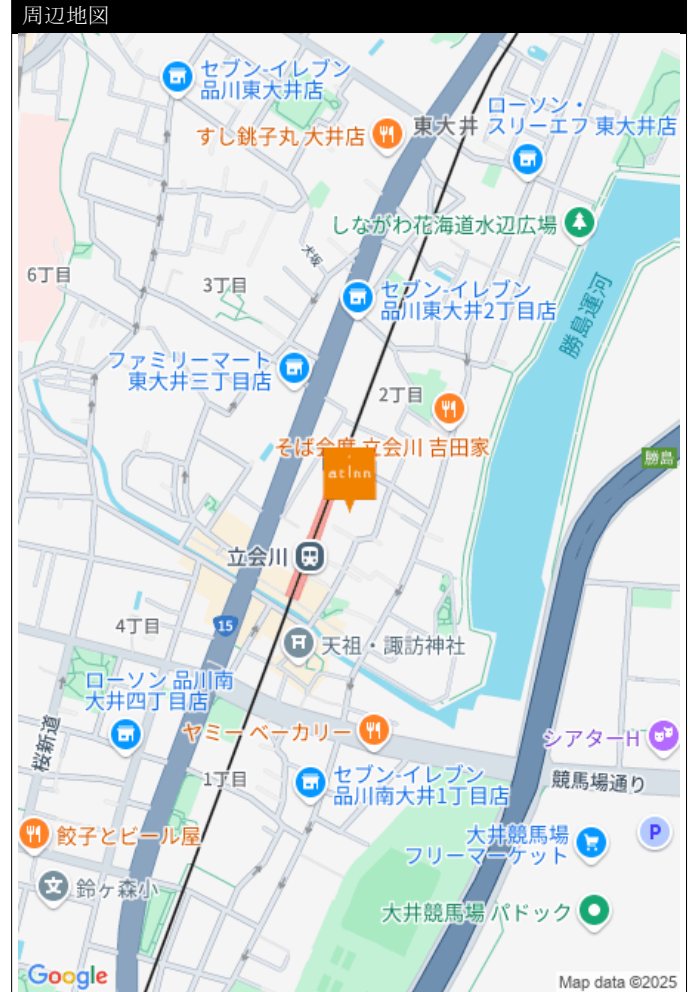 周辺地図
セブン-イレブン
品川東大井店
ローソン・
スリーエフ 東大井店
すし銚子丸 大井店
東大井
しながわ花海道水辺広場
犬坂
6丁目
3丁目
セブン-イレブン
品川東大井2丁目店
勝島運河
ファミリーマート
東大井三丁目店
2丁目
そば会席 立会川 吉田家
勝島
at inn
立会川
15
4丁目
天祖・諏訪神社
ローソン 品川南
大井四丁目店
桜新道
ヤミー ベーカリー
シアターH
1丁目
セブン-イレブン
品川南大井1丁目店
競馬場通り
餃子とビール屋
大井競馬場
フリーマーケット
P
鈴ヶ森小
大井競馬場 パドック
Google
Map data ©2025